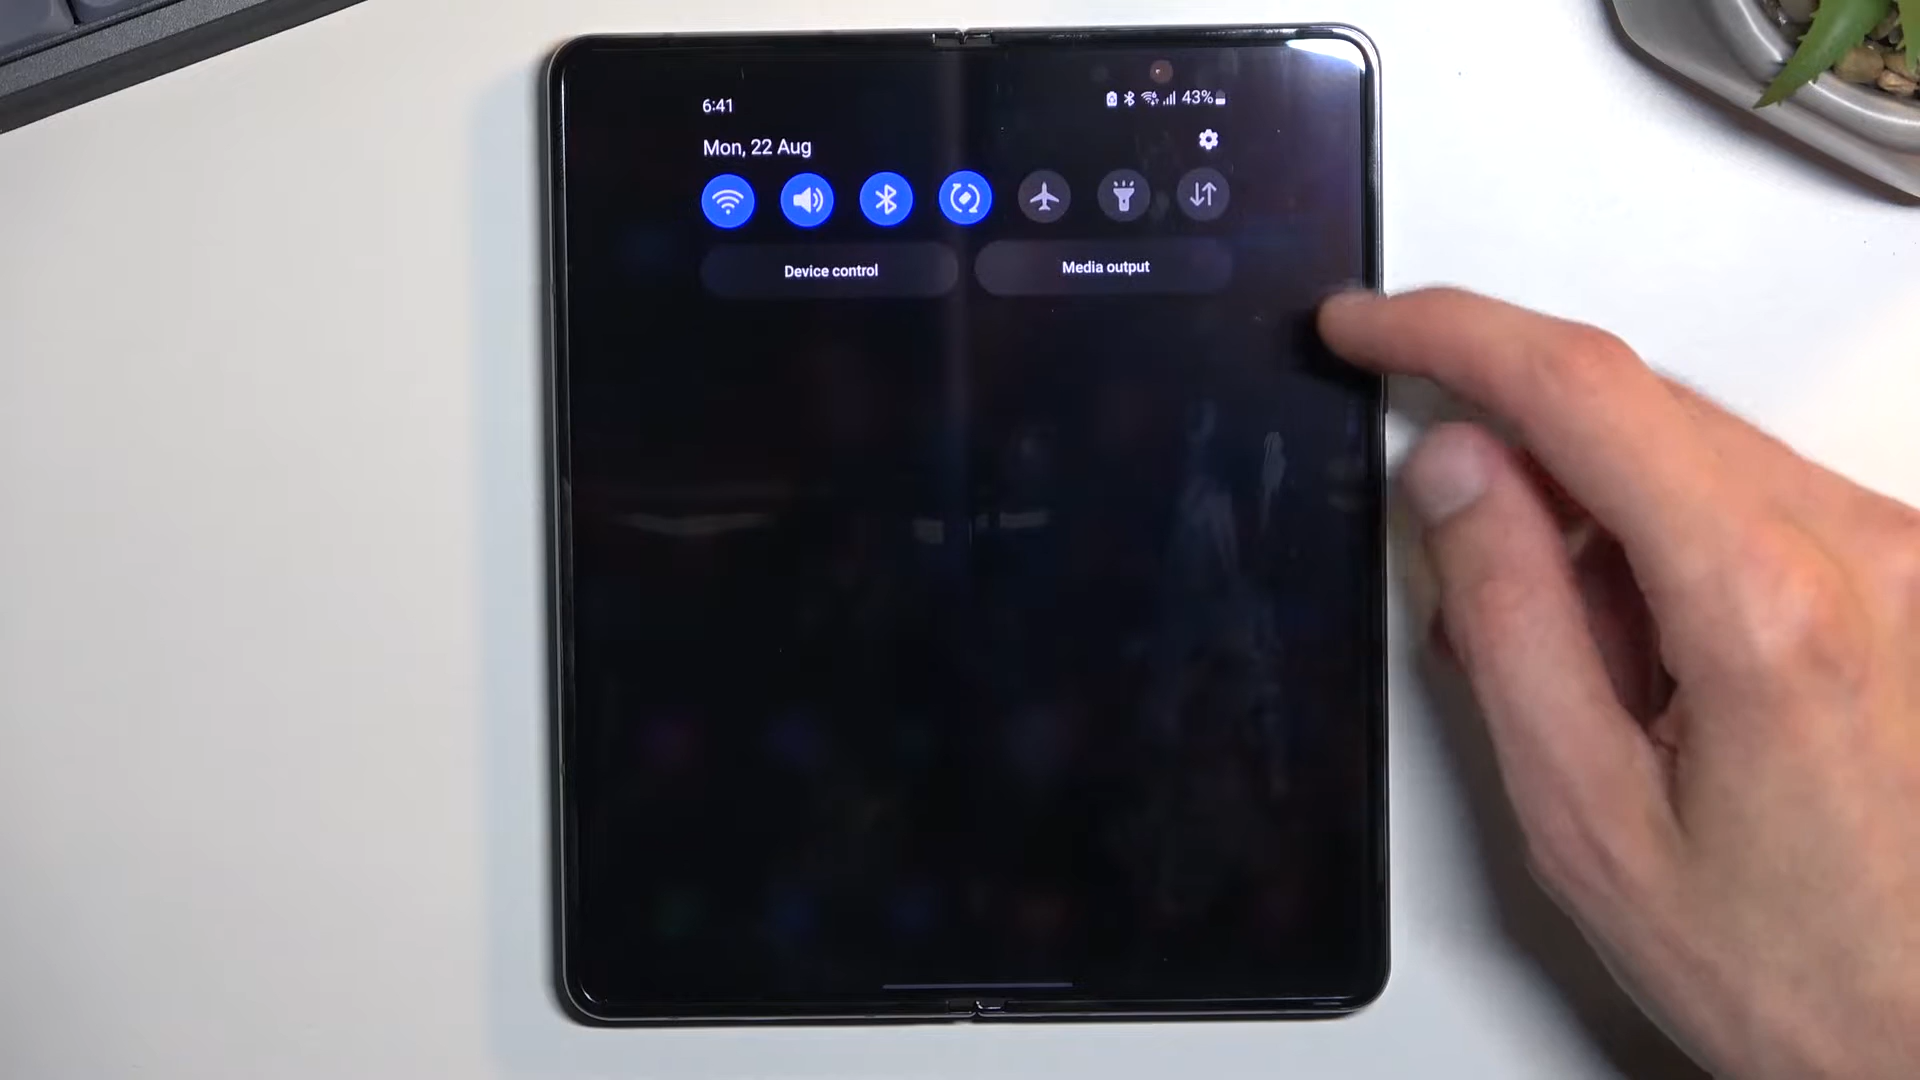 6:41
43%
Mon, 22 Aug
Device control
Media output